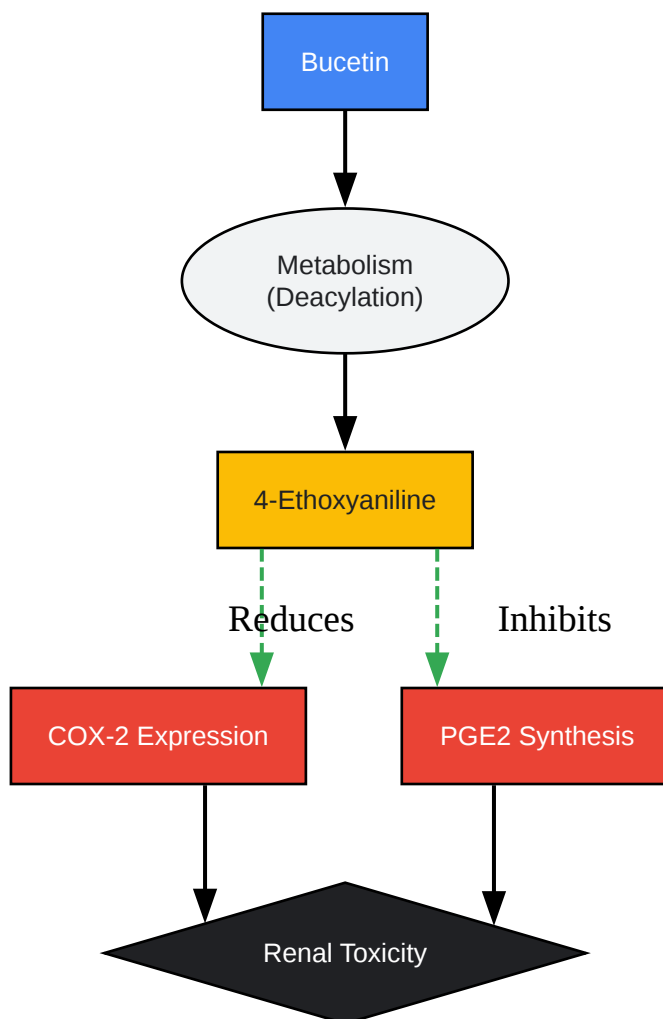 Bucetin
Metabolism
(Deacylation)
4-Ethoxyaniline
Reduces
Inhibits
COX-2 Expression
PGE2 Synthesis
Renal Toxicity